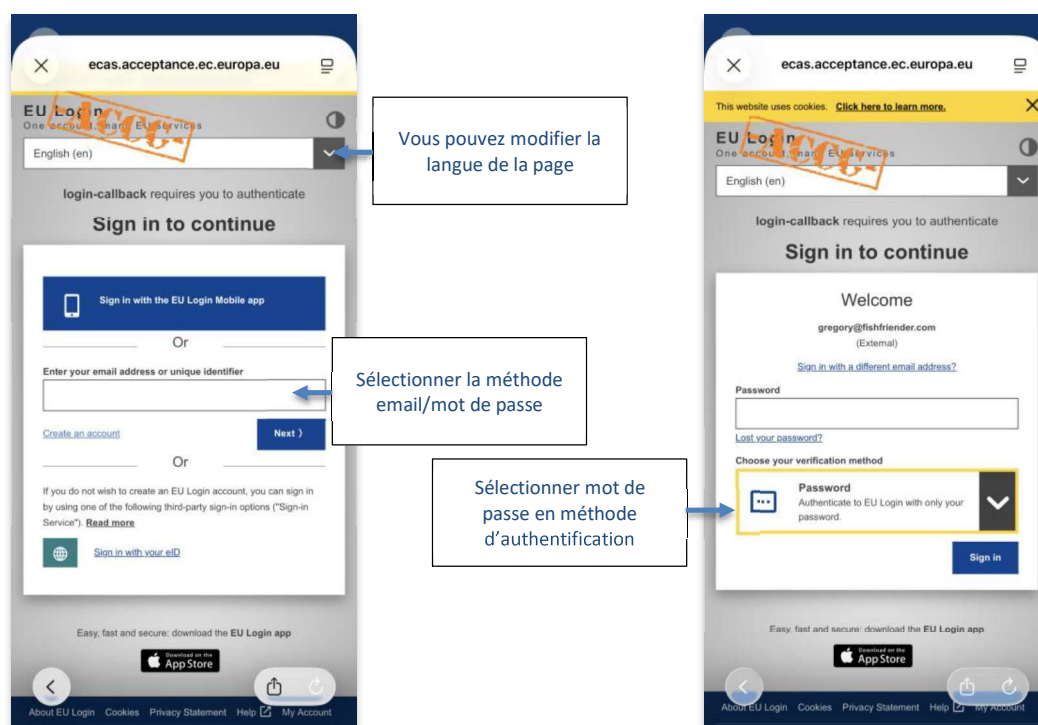 ecas.acceptance.ec.europa.eu
EU Login
One account, many EU services
ACCE-
English (en)
login-callback requires you to authenticate
Sign in to continue
Sign in with the EU Login Mobile app
Or
Enter your email address or unique identifier
Create an account
Next 〉
Or
If you do not wish to create an EU Login account, you can sign in
by using one of the following third-party sign-in options ("Sign-in
Service"). Read more
Sign in with your eID
Easy, fast and secure: download the EU Login app
Download on the
App Store
About EU Login Cookies Privacy Statement Help My Account
Vous pouvez modifier la
langue de la page
Sélectionner la méthode
email/mot de passe
Sélectionner mot de
passe en méthode
d'authentification
ecas.acceptance.ec.europa.eu
This website uses cookies. Click here to learn more.
EU Login
One account, many EU services
ACCE-
English (en)
login-callback requires you to authenticate
Sign in to continue
Welcome
gregory@fishfriender.com
(External)
Sign in with a different email address?
Password
Lost your password?
Choose your verification method
Password
Authenticate to EU Login with only your
password.
Sign in
Easy, fast and secure: download the EU Login app
Download on the
App Store
About EU Login Cookies Privacy Statement Help My Account